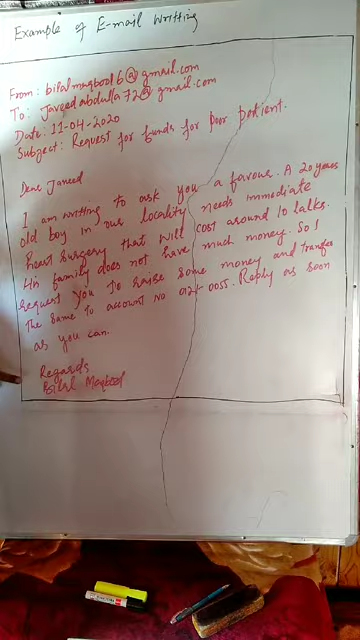 Example of E-mail Writting
From: bilalmaqbool6@gmail.com
To: Javeedabdulla72@gmail.com
Date: 11-04-2020
Subject: Request for funds for poor patient.
Dear Javeed
I am writting to ask you a favour. A 20 years
old boy in our locality needs immediate
heart surgery that will cost around 10 lakhs.
His family does not have much money. So I
request you to raise some money and transfer
the same to account No 0055. Reply as soon
as you can.
Regards
Bilal Maqbool